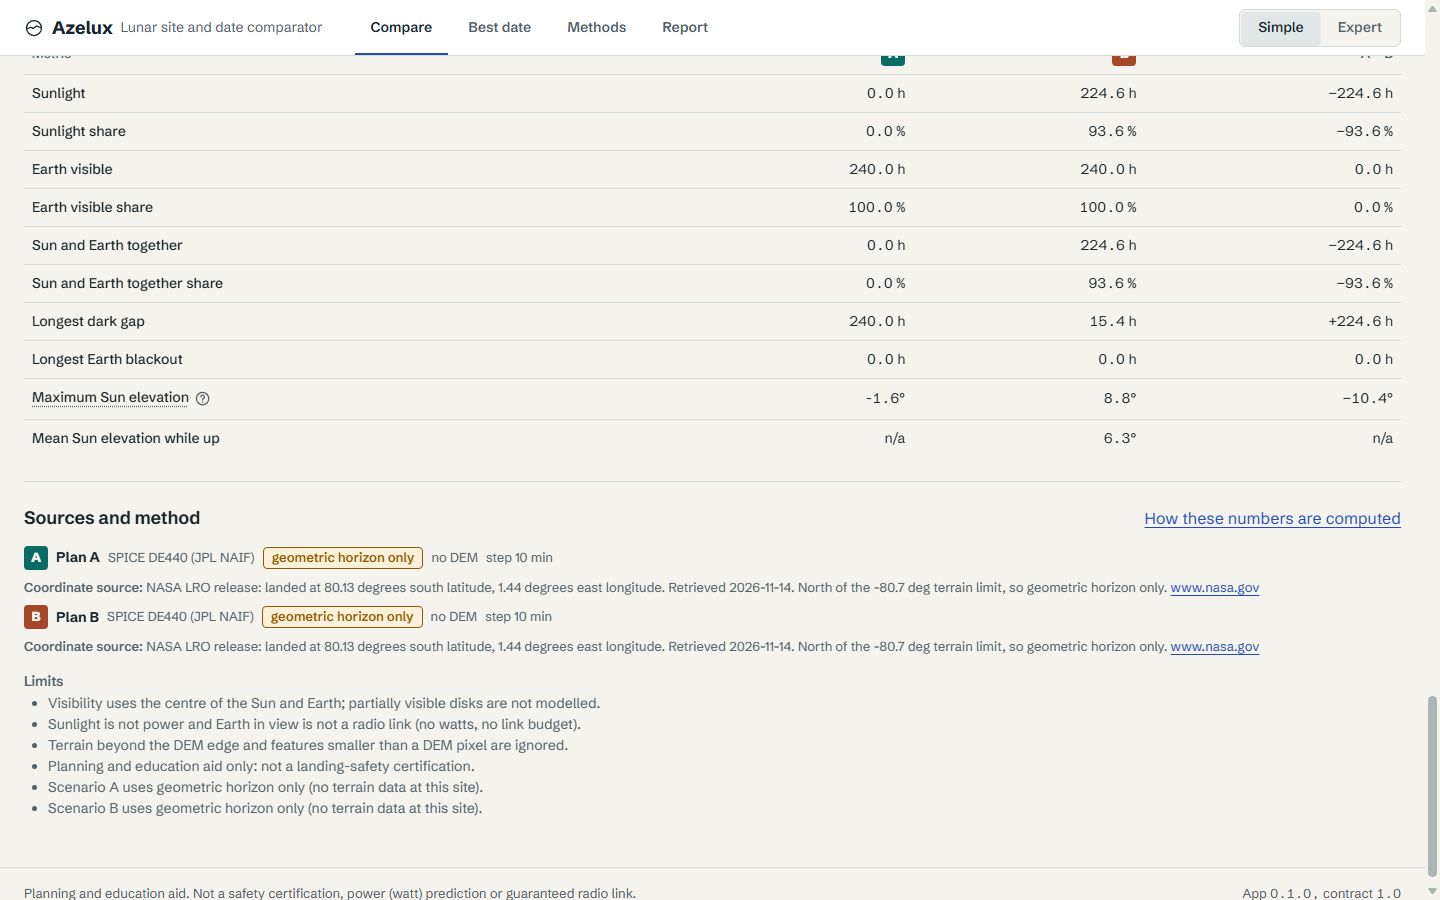 Azelux Lunar site and date comparator Compare Best date Methods Report Simple Expert
Sunlight 0.0 h 224.6 h −224.6 h
Sunlight share 0.0 % 93.6 % −93.6 %
Earth visible 240.0 h 240.0 h 0.0 h
Earth visible share 100.0 % 100.0 % 0.0 %
Sun and Earth together 0.0 h 224.6 h −224.6 h
Sun and Earth together share 0.0 % 93.6 % −93.6 %
Longest dark gap 240.0 h 15.4 h +224.6 h
Longest Earth blackout 0.0 h 0.0 h 0.0 h
Maximum Sun elevation ? -1.6° 8.8° −10.4°
Mean Sun elevation while up n/a 6.3° n/a
Sources and method How these numbers are computed
A Plan A SPICE DE440 (JPL NAIF) geometric horizon only no DEM step 10 min
Coordinate source: NASA LRO release: landed at 80.13 degrees south latitude, 1.44 degrees east longitude. Retrieved 2026-11-14. North of the -80.7 deg terrain limit, so geometric horizon only. www.nasa.gov
B Plan B SPICE DE440 (JPL NAIF) geometric horizon only no DEM step 10 min
Coordinate source: NASA LRO release: landed at 80.13 degrees south latitude, 1.44 degrees east longitude. Retrieved 2026-11-14. North of the -80.7 deg terrain limit, so geometric horizon only. www.nasa.gov
Limits
• Visibility uses the centre of the Sun and Earth; partially visible disks are not modelled.
• Sunlight is not power and Earth in view is not a radio link (no watts, no link budget).
• Terrain beyond the DEM edge and features smaller than a DEM pixel are ignored.
• Planning and education aid only: not a landing-safety certification.
• Scenario A uses geometric horizon only (no terrain data at this site).
• Scenario B uses geometric horizon only (no terrain data at this site).
Planning and education aid. Not a safety certification, power (watt) prediction or guaranteed radio link. App 0.1.0, contract 1.0